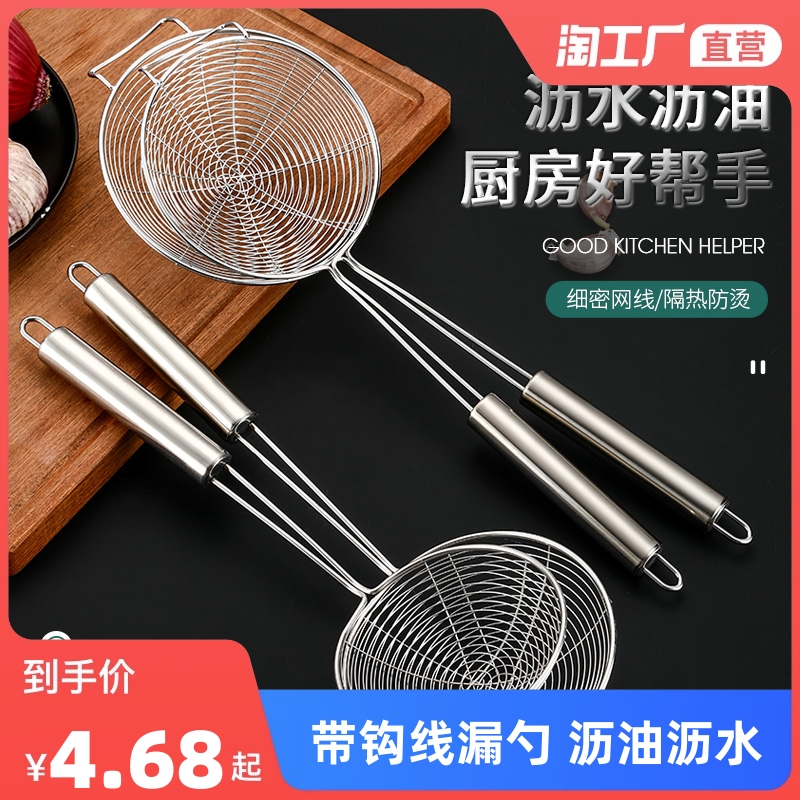 淘工厂 直营
沥水沥油
厨房好帮手
GOOD KITCHEN HELPER
细密网线/隔热防烫
到手价
¥4.68起
带钩线漏勺 沥油沥水